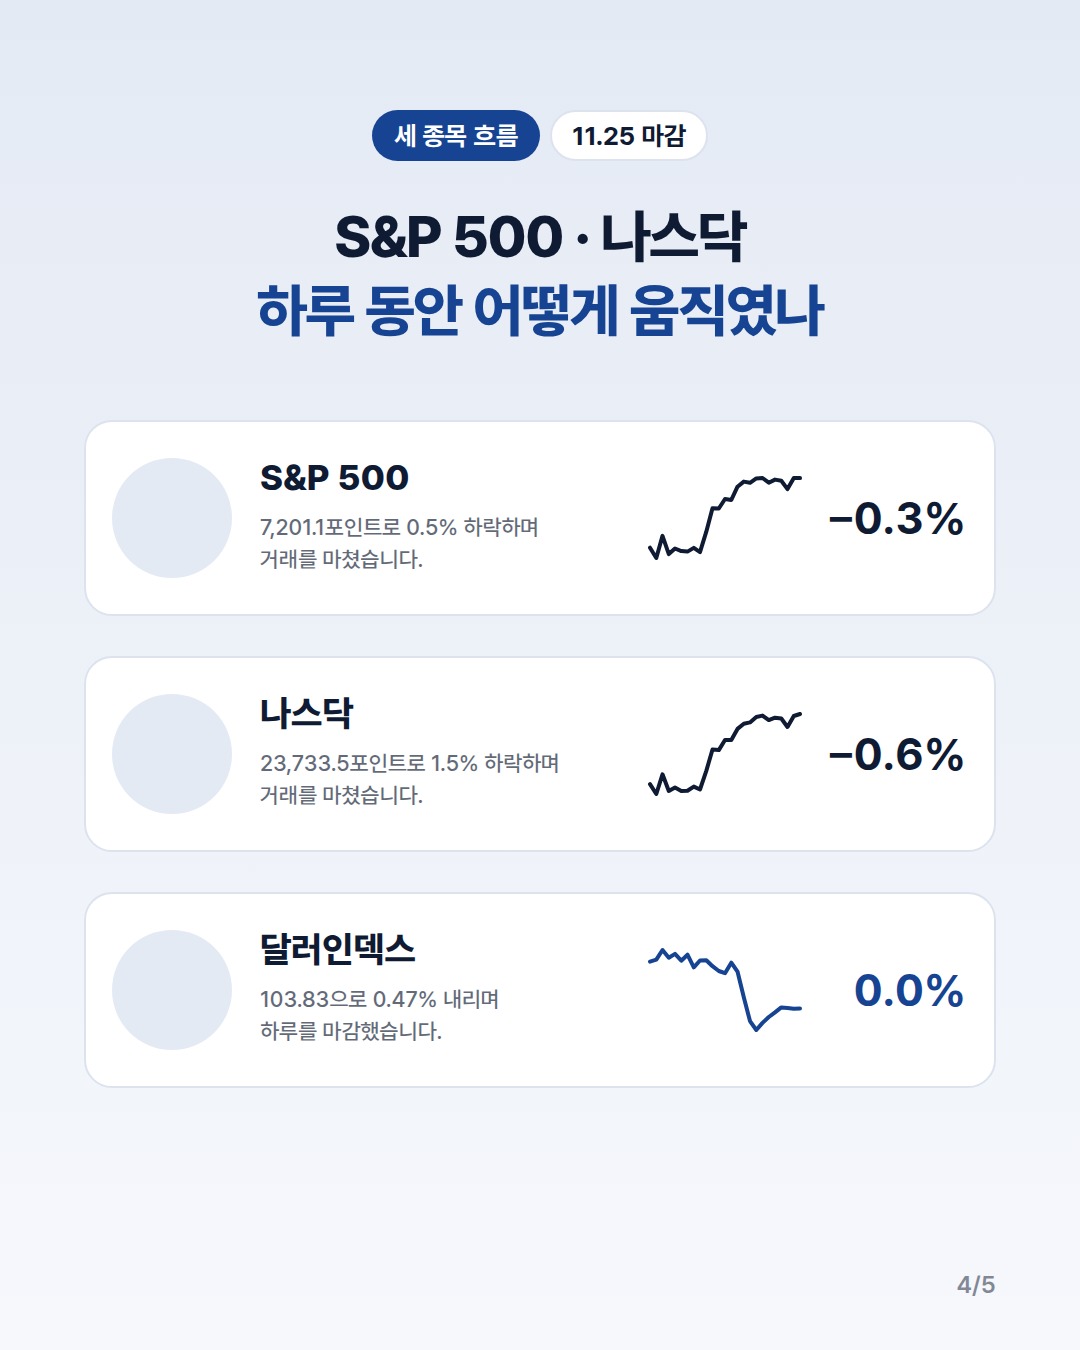 세 종목 흐름
11.25 마감
S&P 500 · 나스닥
하루 동안 어떻게 움직였나
S&P 500
7,201.1포인트로 0.5% 하락하며
거래를 마쳤습니다.
–0.3%
나스닥
23,733.5포인트로 1.5% 하락하며
거래를 마쳤습니다.
–0.6%
달러인덱스
103.83으로 0.47% 내리며
하루를 마감했습니다.
0.0%
4/5